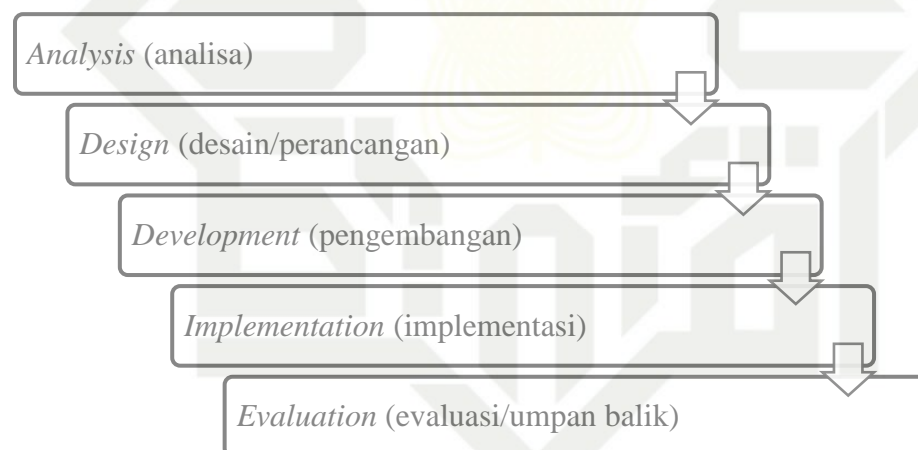 Analysis (analisa)
Design (desain/perancangan)
Development (pengembangan)
Implementation (implementasi)
Evaluation (evaluasi/umpan balik)